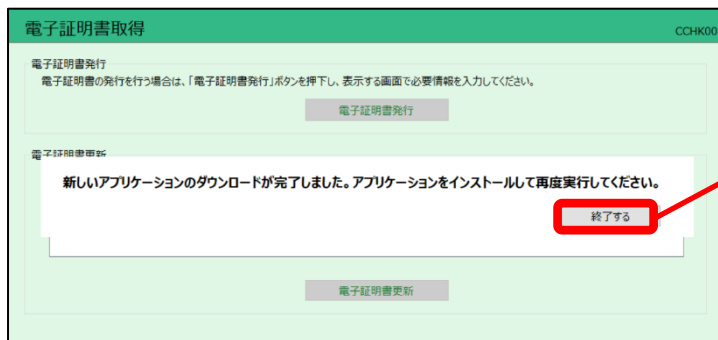 電子証明書取得
CCHK00
電子証明書発行
電子証明書の発行を行う場合は、「電子証明書発行」ボタンを押下し、表示する画面で必要情報を入力してください。
電子証明書発行
電子証明書更新
新しいアプリケーションのダウンロードが完了しました。アプリケーションをインストールして再度実行してください。
終了する
電子証明書更新